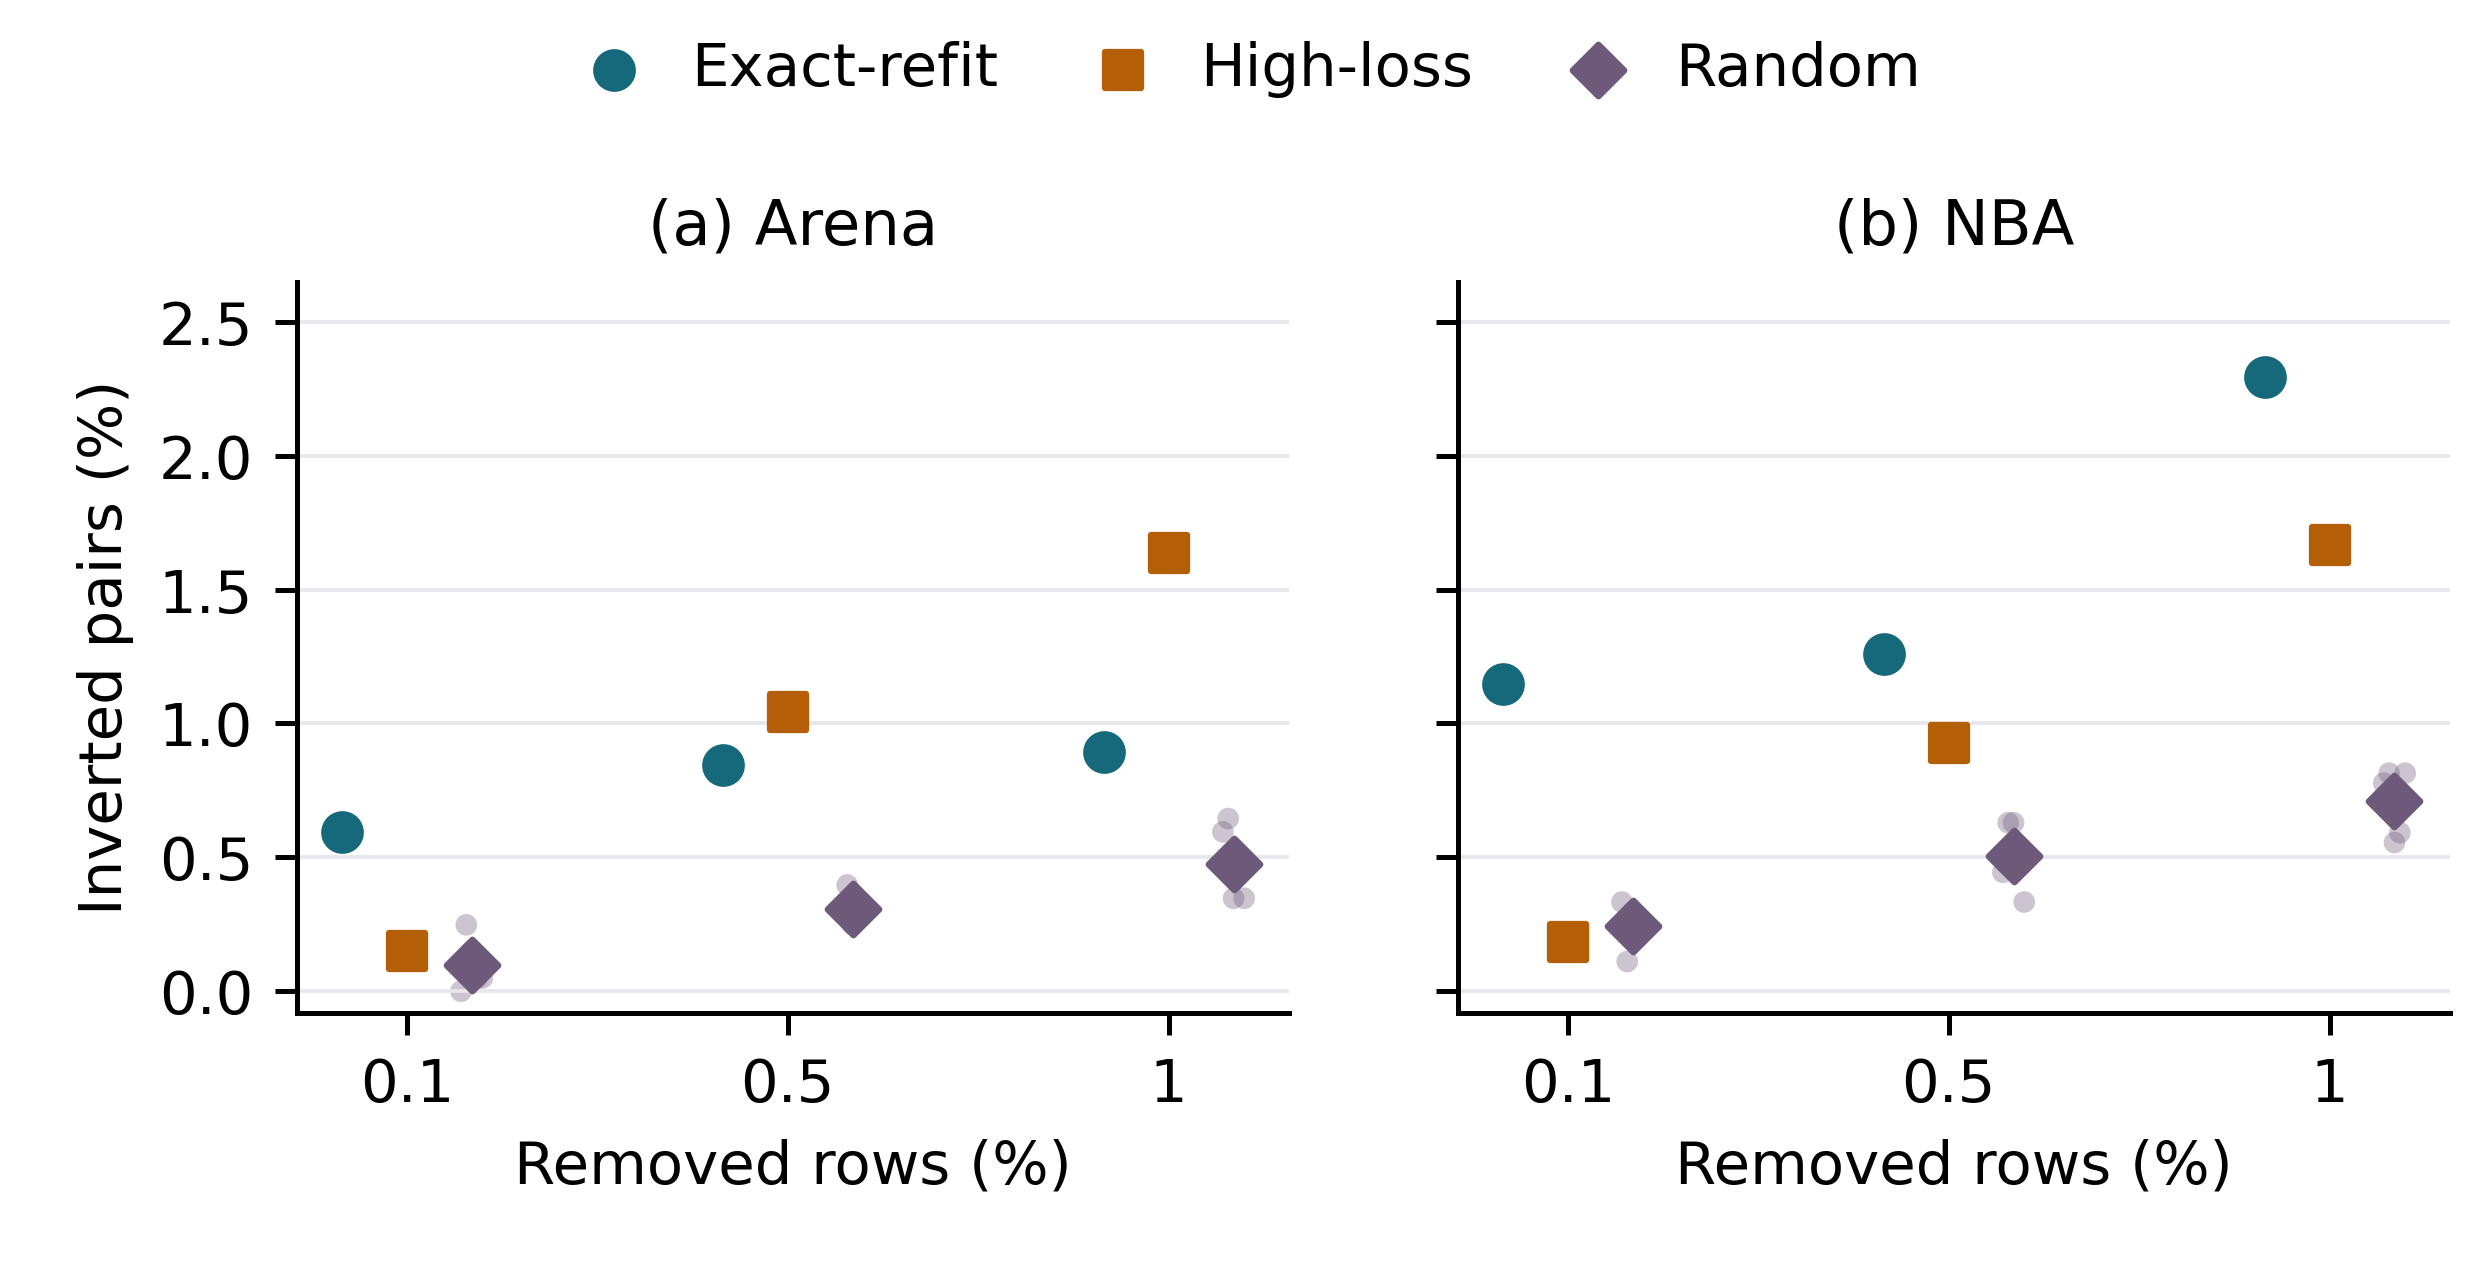 Exact-refit High-loss Random
(a) Arena
(b) NBA
Inverted pairs (%)
2.5
2.0
1.5
1.0
0.5
0.0
0.1 0.5 1
0.1 0.5 1
Removed rows (%)
Removed rows (%)